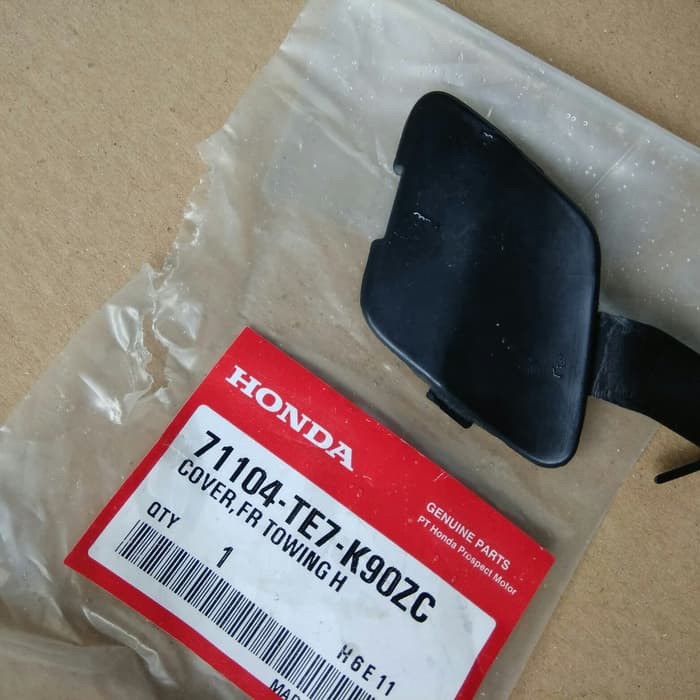 HONDA
71104-TE7-K90ZC
COVER,FR TOWING H
QTY 1
GENUINE PARTS
PT Honda Prospect Motor
H6E11